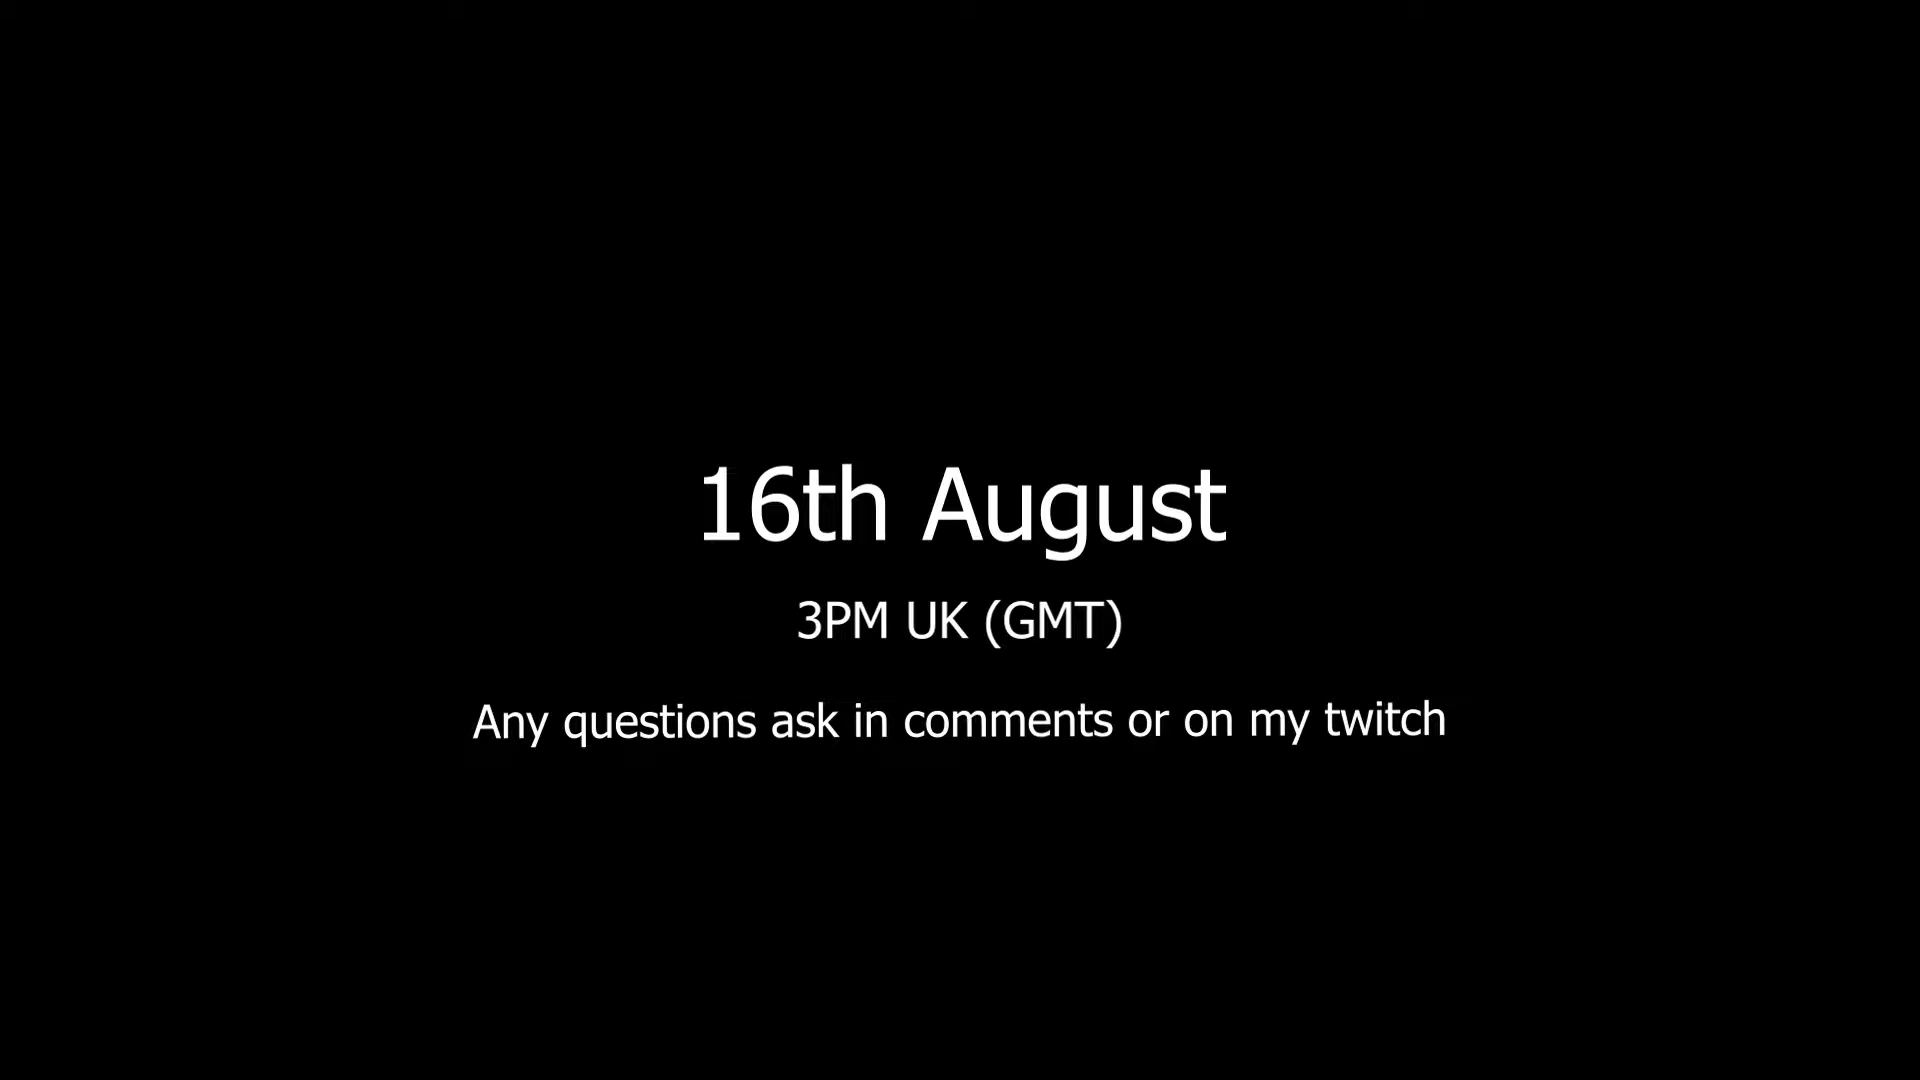 16th August
3PM UK (GMT)
Any questions ask in comments or on my twitch